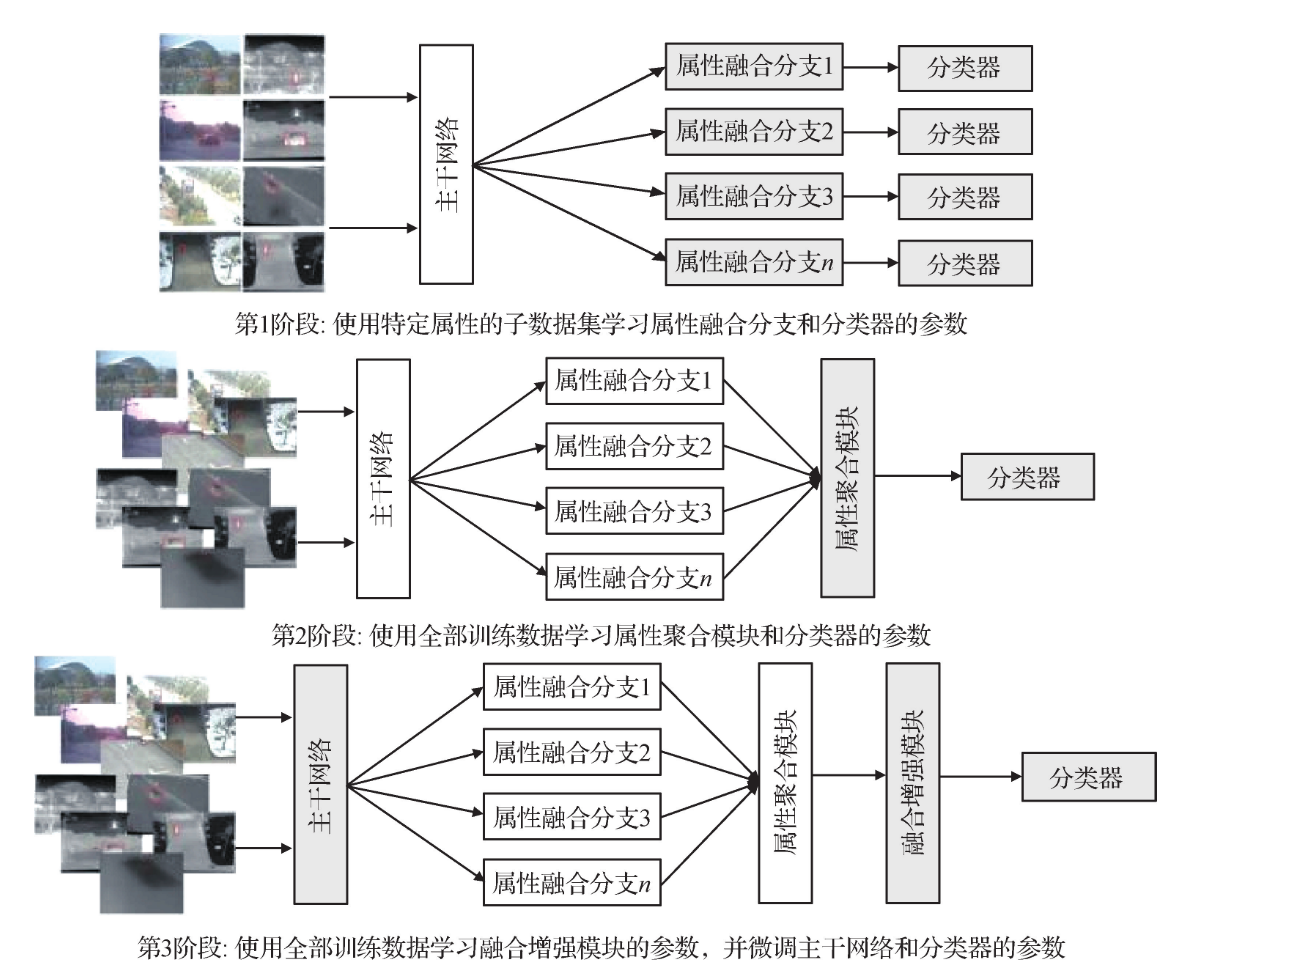 属性融合分支1
分类器
属性融合分支2
分类器
主干网络
属性融合分支3
分类器
属性融合分支n
分类器
第1阶段: 使用特定属性的子数据集学习属性融合分支和分类器的参数
属性融合分支1
属性融合分支2
主干网络
属性聚合模块
分类器
属性融合分支3
属性融合分支n
第2阶段: 使用全部训练数据学习属性聚合模块和分类器的参数
属性融合分支1
属性融合分支2
主干网络
属性聚合模块
融合增强模块
分类器
属性融合分支3
属性融合分支n
第3阶段: 使用全部训练数据学习融合增强模块的参数，并微调主干网络和分类器的参数